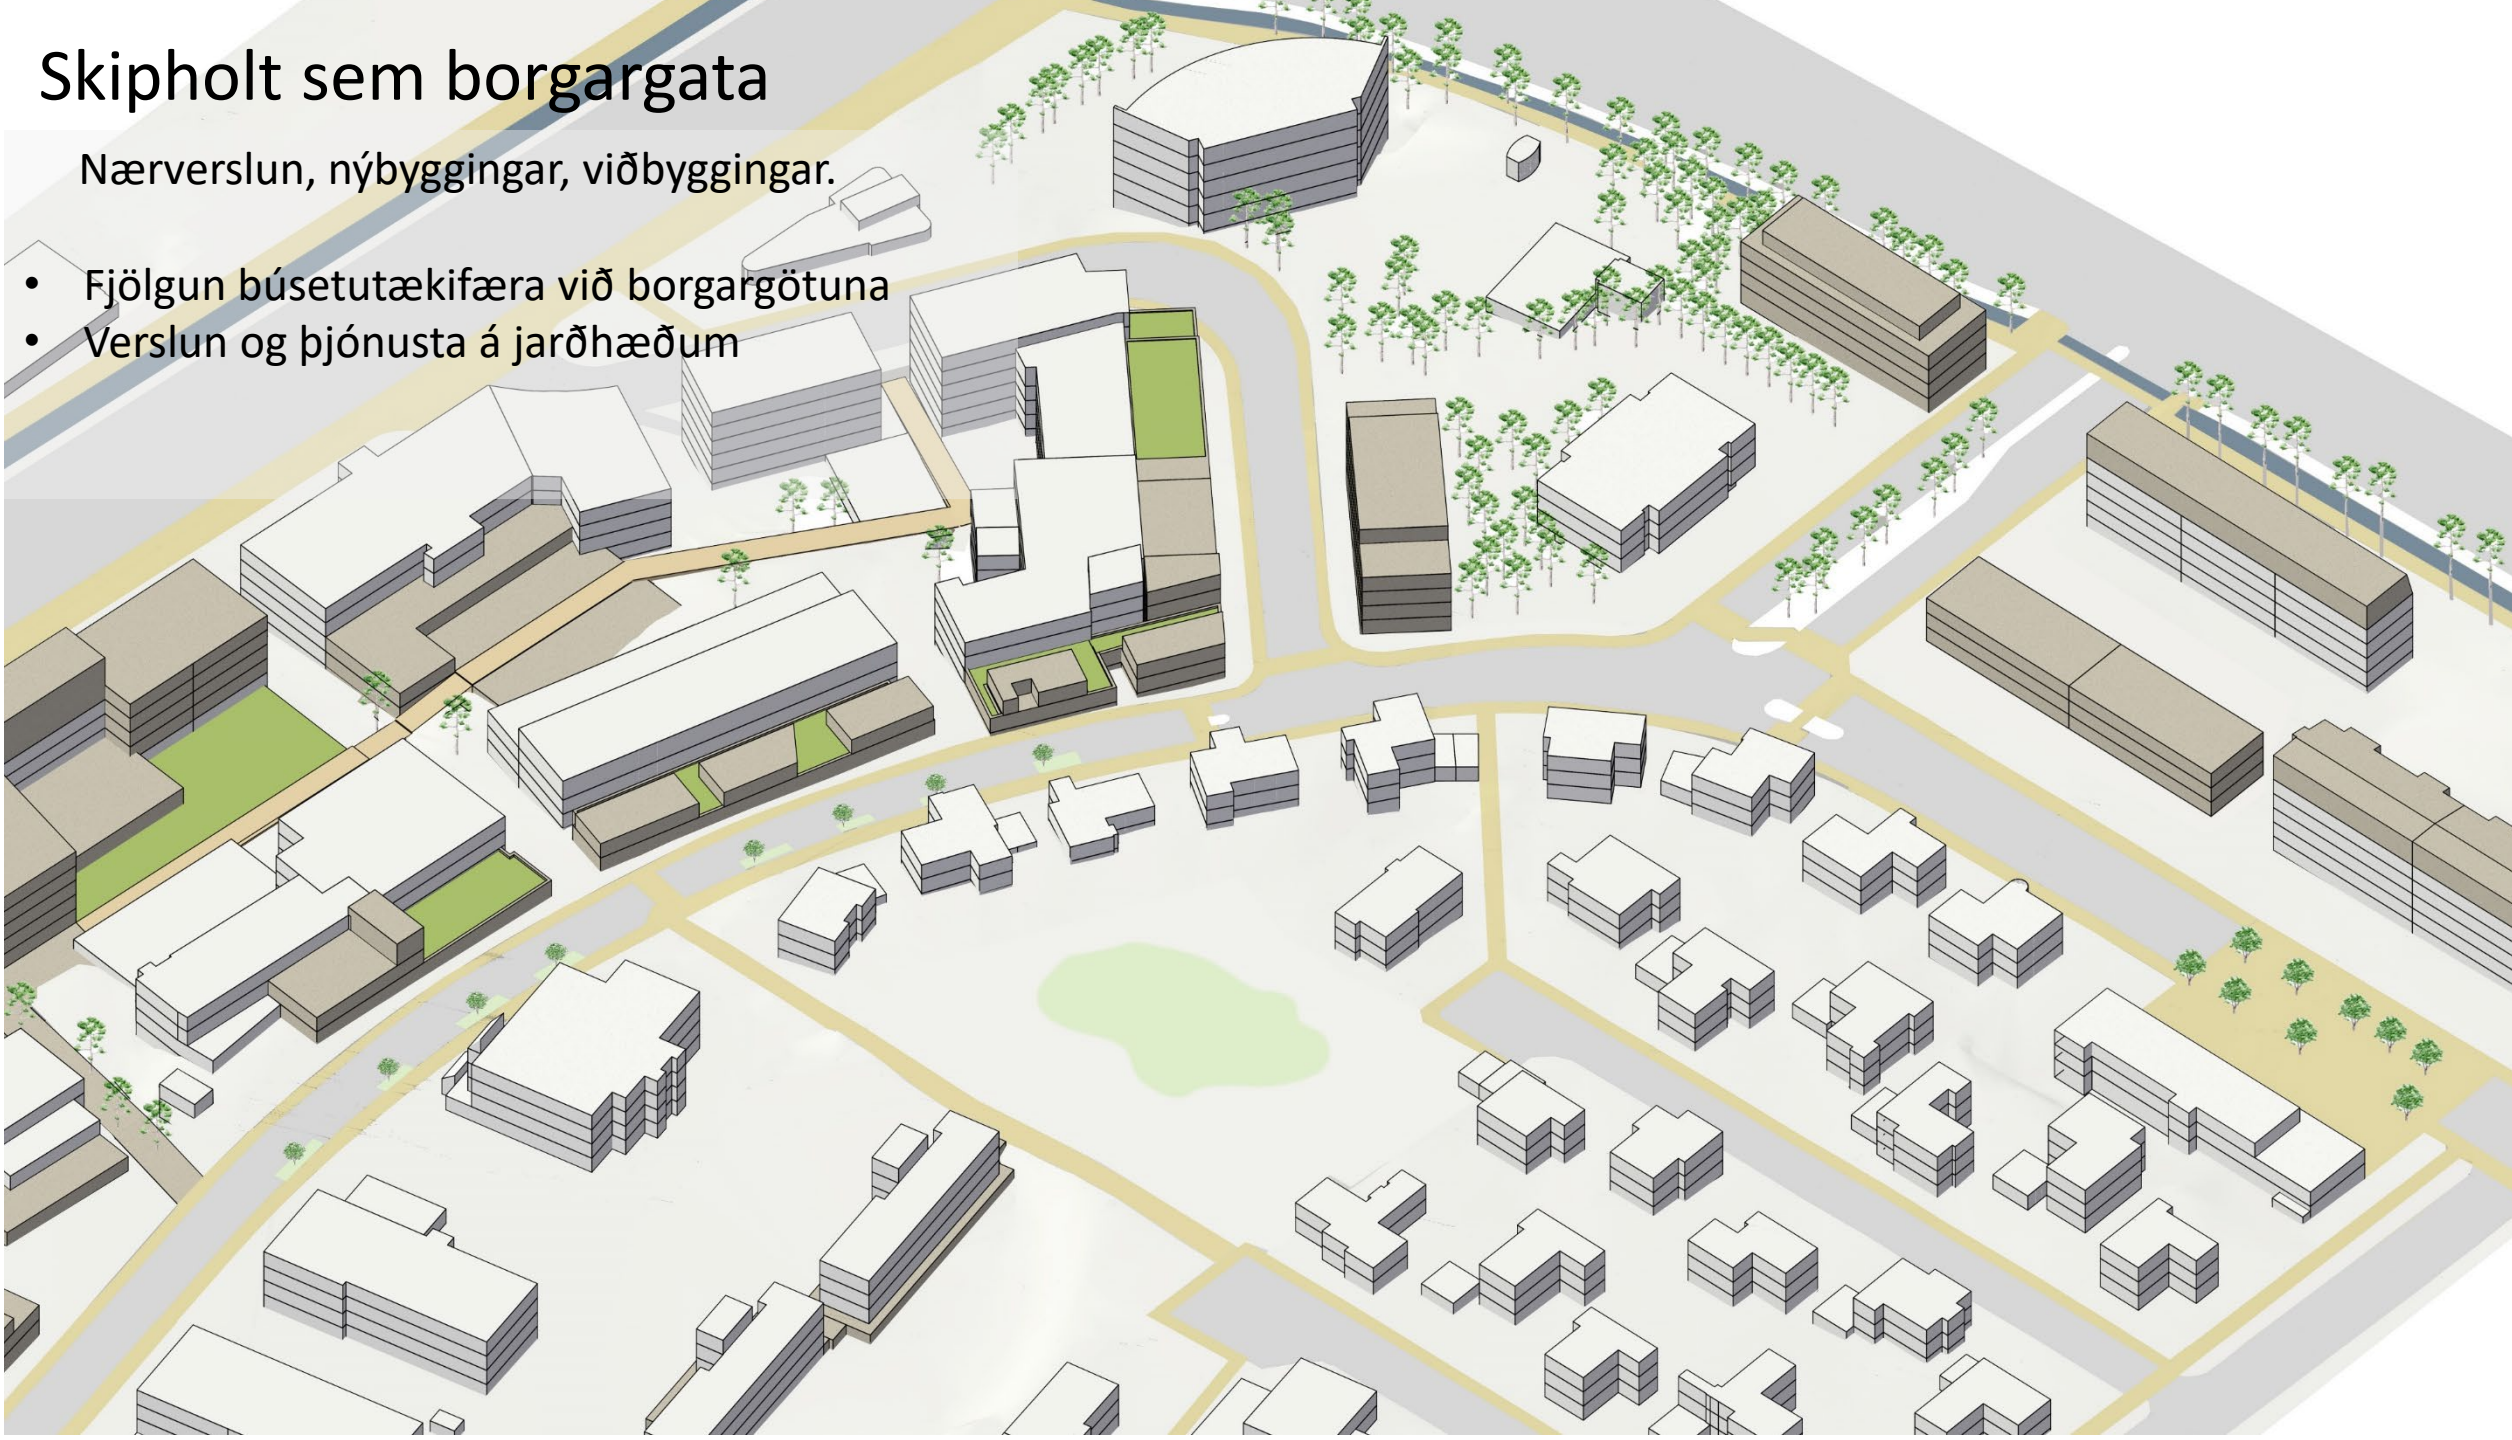 Skipholt sem borgargata
Nærverslun, nýbyggingar, viðbyggingar.
• Fjölgun búsetutækifæra við borgargötuna
• Verslun og þjónusta á jarðhæðum